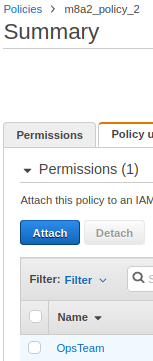 Policies > m8a2_policy_2
Summary
Permissions Policy u
Permissions (1)
Attach this policy to an IAM
Attach Detach
Filter: Filter
Name
OpsTeam